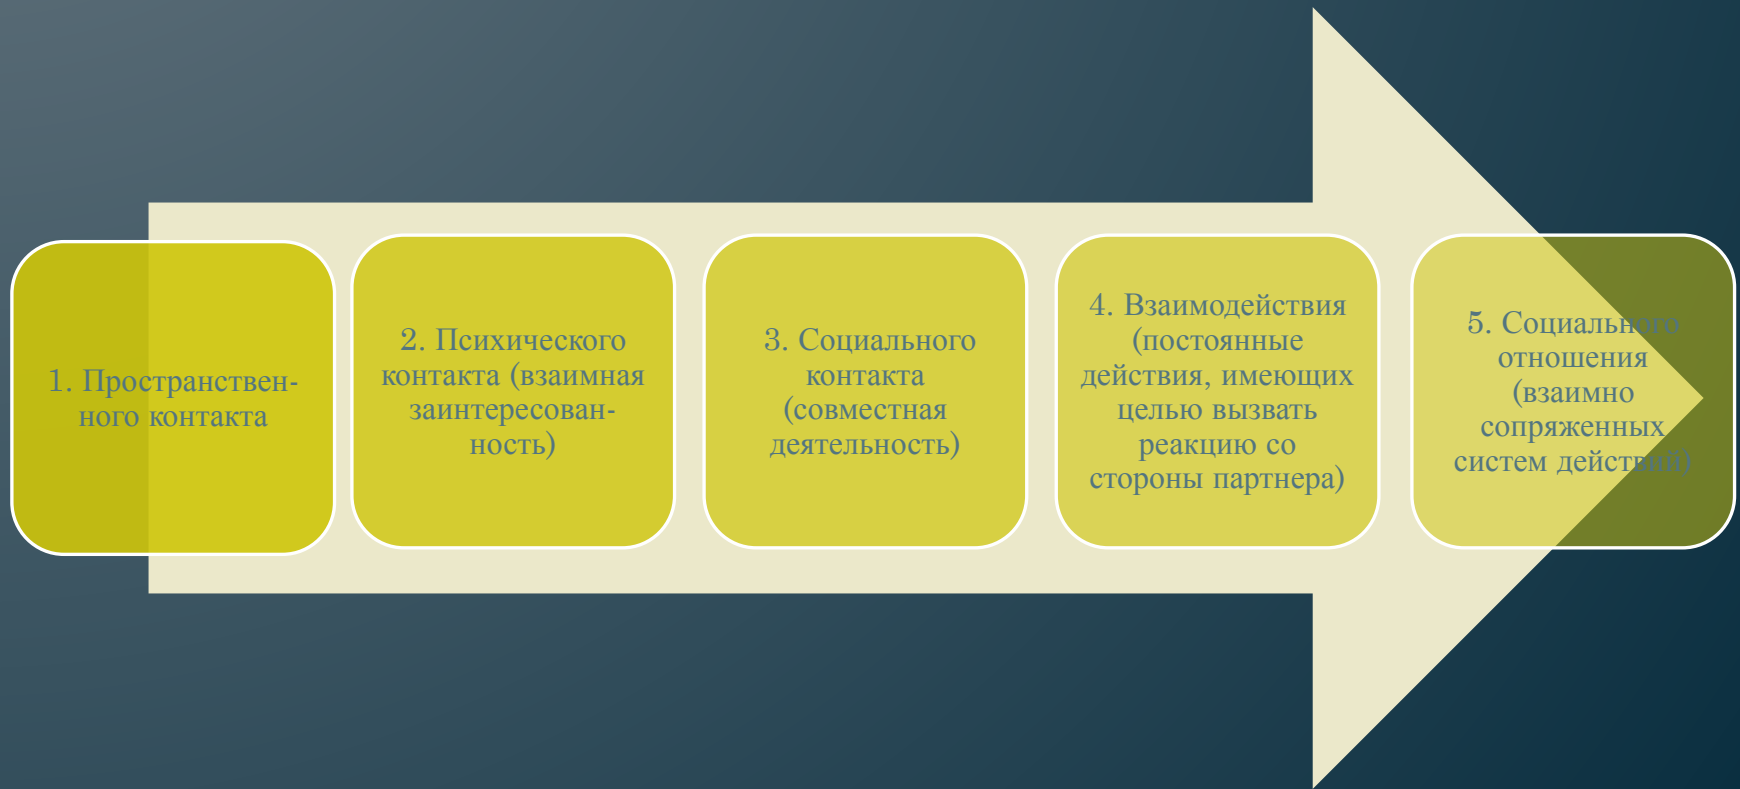 1. Пространствен-
ного контакта
2. Психического
контакта (взаимная
заинтересован-
ность)
3. Социального
контакта
(совместная
деятельность)
4. Взаимодействия
(постоянные
действия, имеющих
целью вызвать
реакцию со
стороны партнера)
5. Социального
отношения
(взаимно
сопряженных
систем действий)